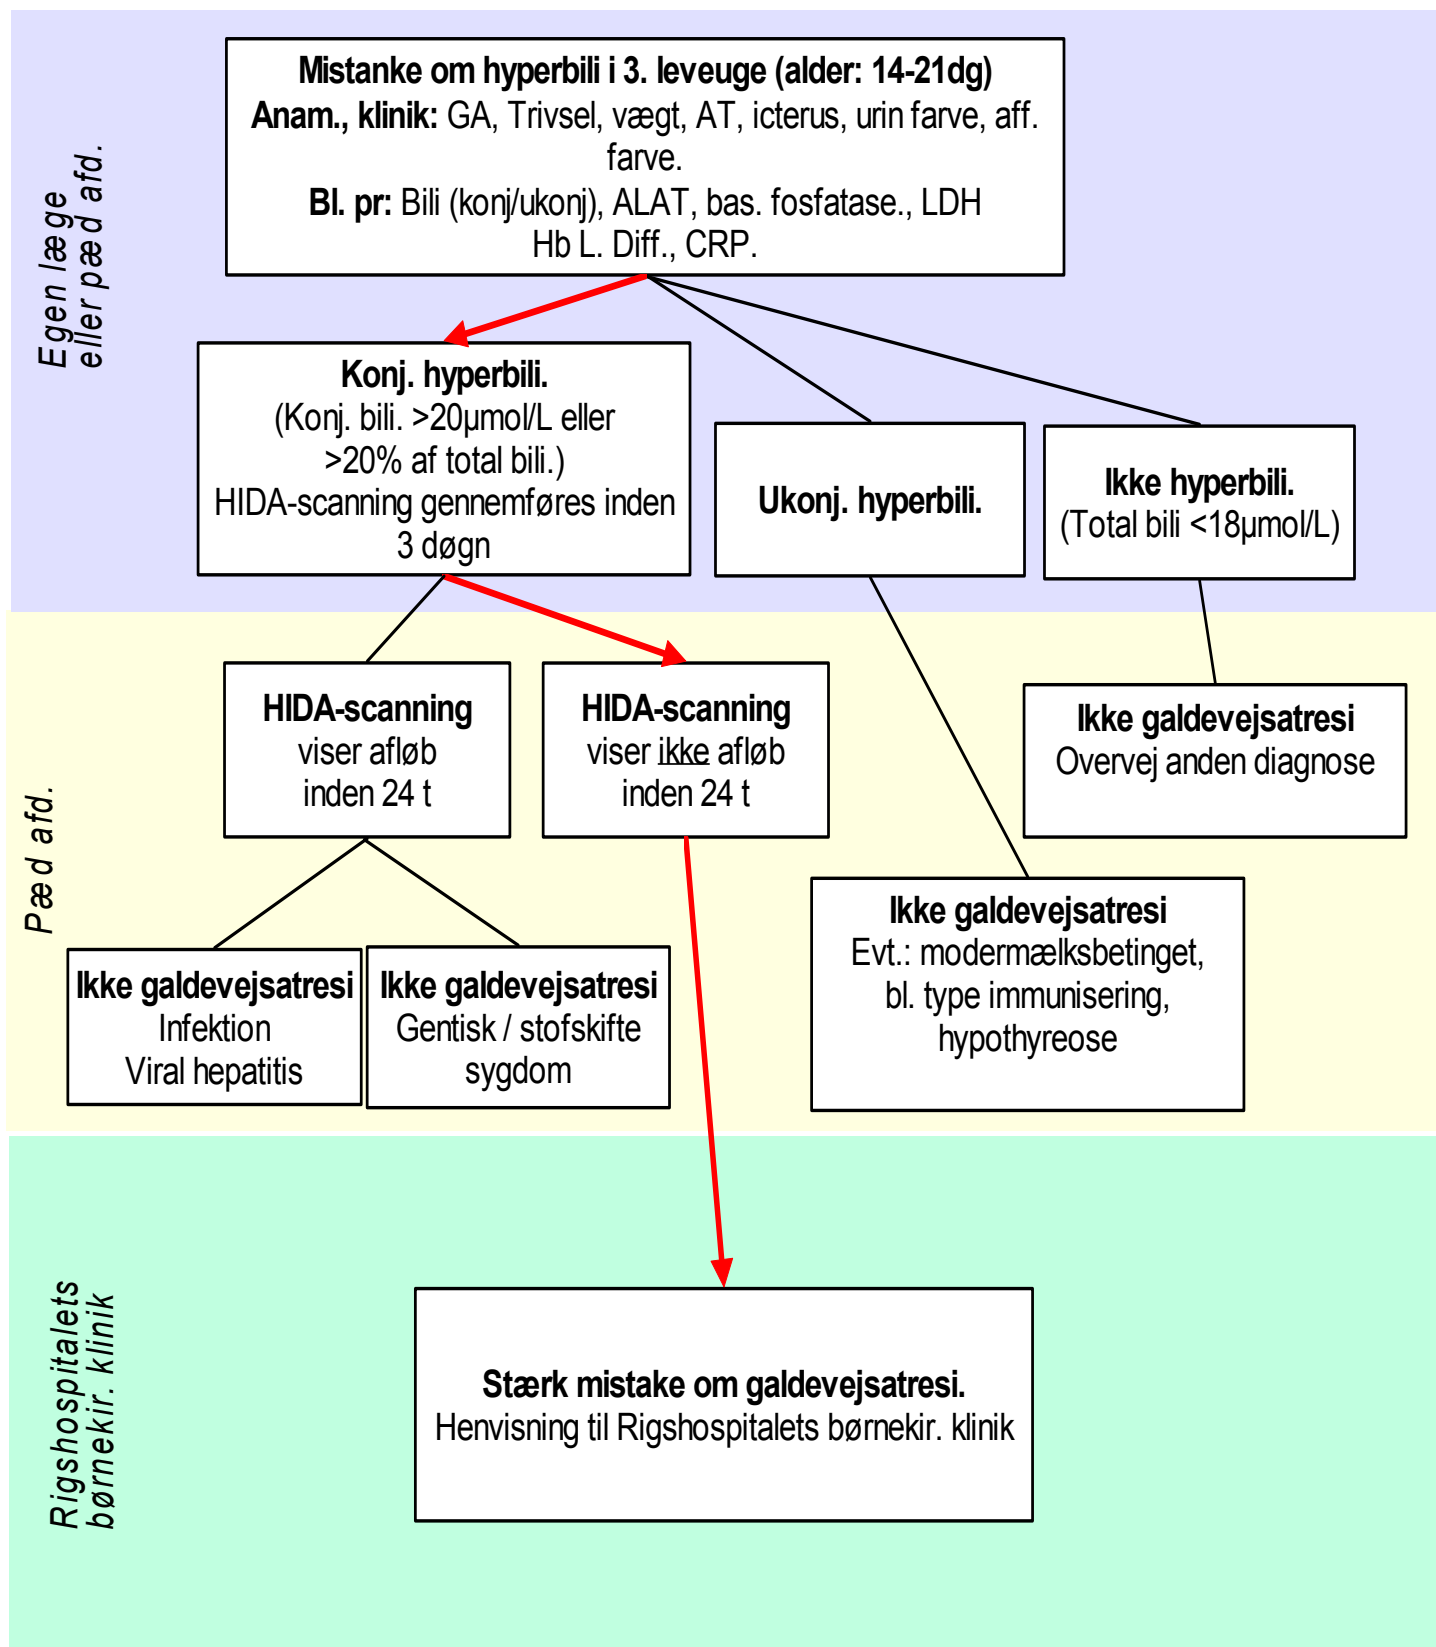 Egen læge
eller pæd afd.
Mistanke om hyperbili i 3. leveuge (alder: 14-21dg)
Anam., klinik: GA, Trivsel, vægt, AT, icterus, urin farve, aff.
farve.
Bl. pr: Bili (konj/ukonj), ALAT, bas. fosfatase., LDH
Hb L. Diff., CRP.
Konj. hyperbili.
(Konj. bili. >20µmol/L eller
>20% af total bili.)
HIDA-scanning gennemføres inden
3 døgn
Ukonj. hyperbili.
Ikke hyperbili.
(Total bili <18µmol/L)
Pæd afd.
HIDA-scanning
viser afløb
inden 24 t
HIDA-scanning
viser ikke afløb
inden 24 t
Ikke galdevejsatresi
Overvej anden diagnose
Ikke galdevejsatresi
Evt.: modermælksbetinget,
bl. type immunisering,
hypothyreose
Ikke galdevejsatresi
Infektion
Viral hepatitis
Ikke galdevejsatresi
Gentisk / stofskifte
sygdom
Rigshospitalets
børnekir. klinik
Stærk mistake om galdevejsatresi.
Henvisning til Rigshospitalets børnekir. klinik